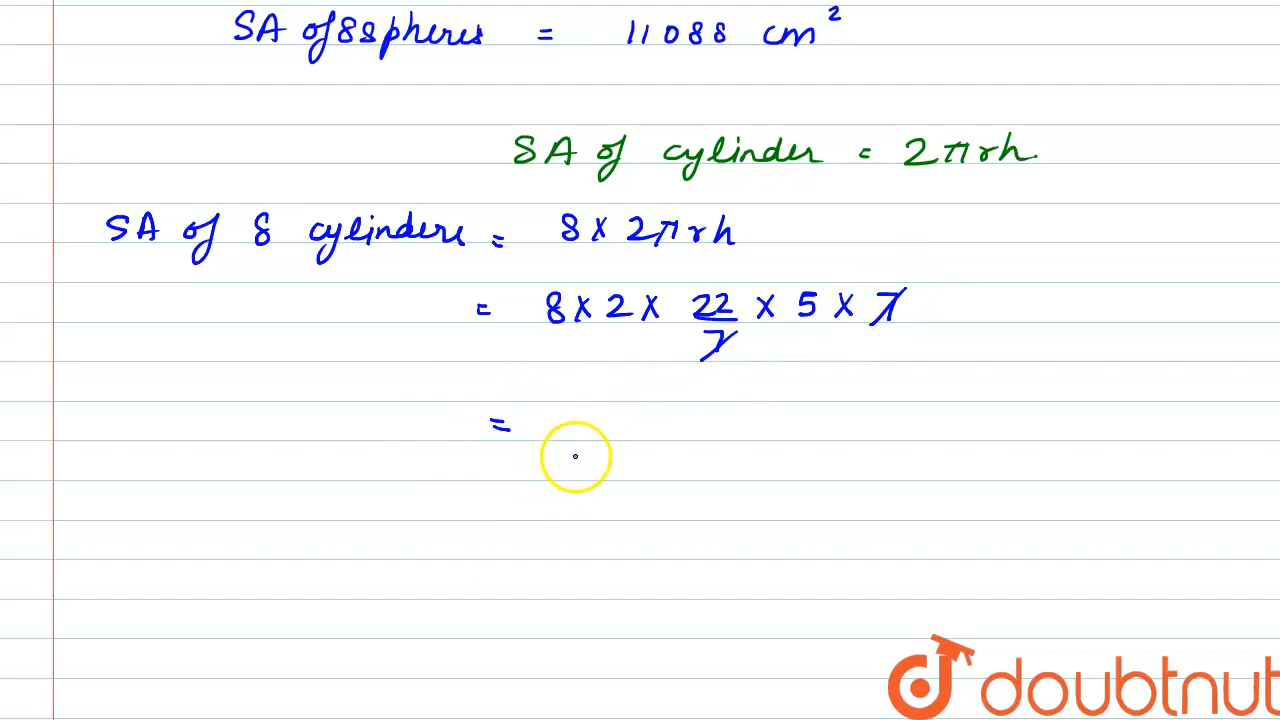 SA of 8 Spheres = 11088 cm²
SA of cylinder = 2πrh.
SA of 8 cylinders = 8 × 2πrh
= 8 × 2 × 22/7 × 5 × 7
=
doubtnut